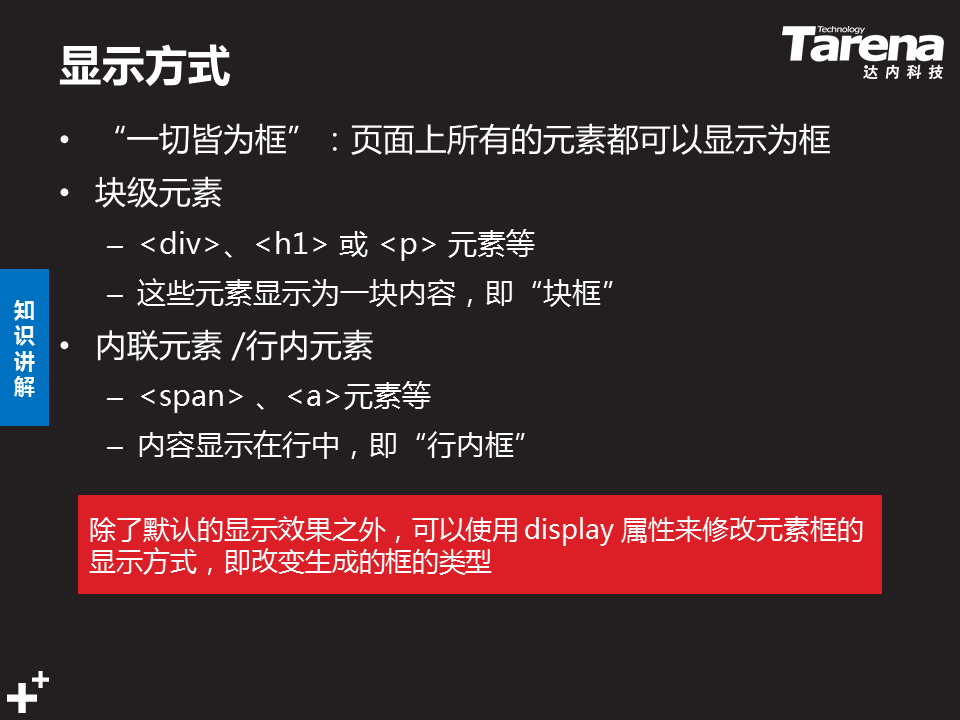 显示方式
Technology
Tarena
达内科技
• “一切皆为框” ：页面上所有的元素都可以显示为框
• 块级元素
– <div>、<h1> 或 <p> 元素等
– 这些元素显示为一块内容，即“块框”
知识讲解
• 内联元素 /行内元素
– <span> 、<a>元素等
– 内容显示在行中，即“行内框”
除了默认的显示效果之外，可以使用 display 属性来修改元素框的
显示方式，即改变生成的框的类型